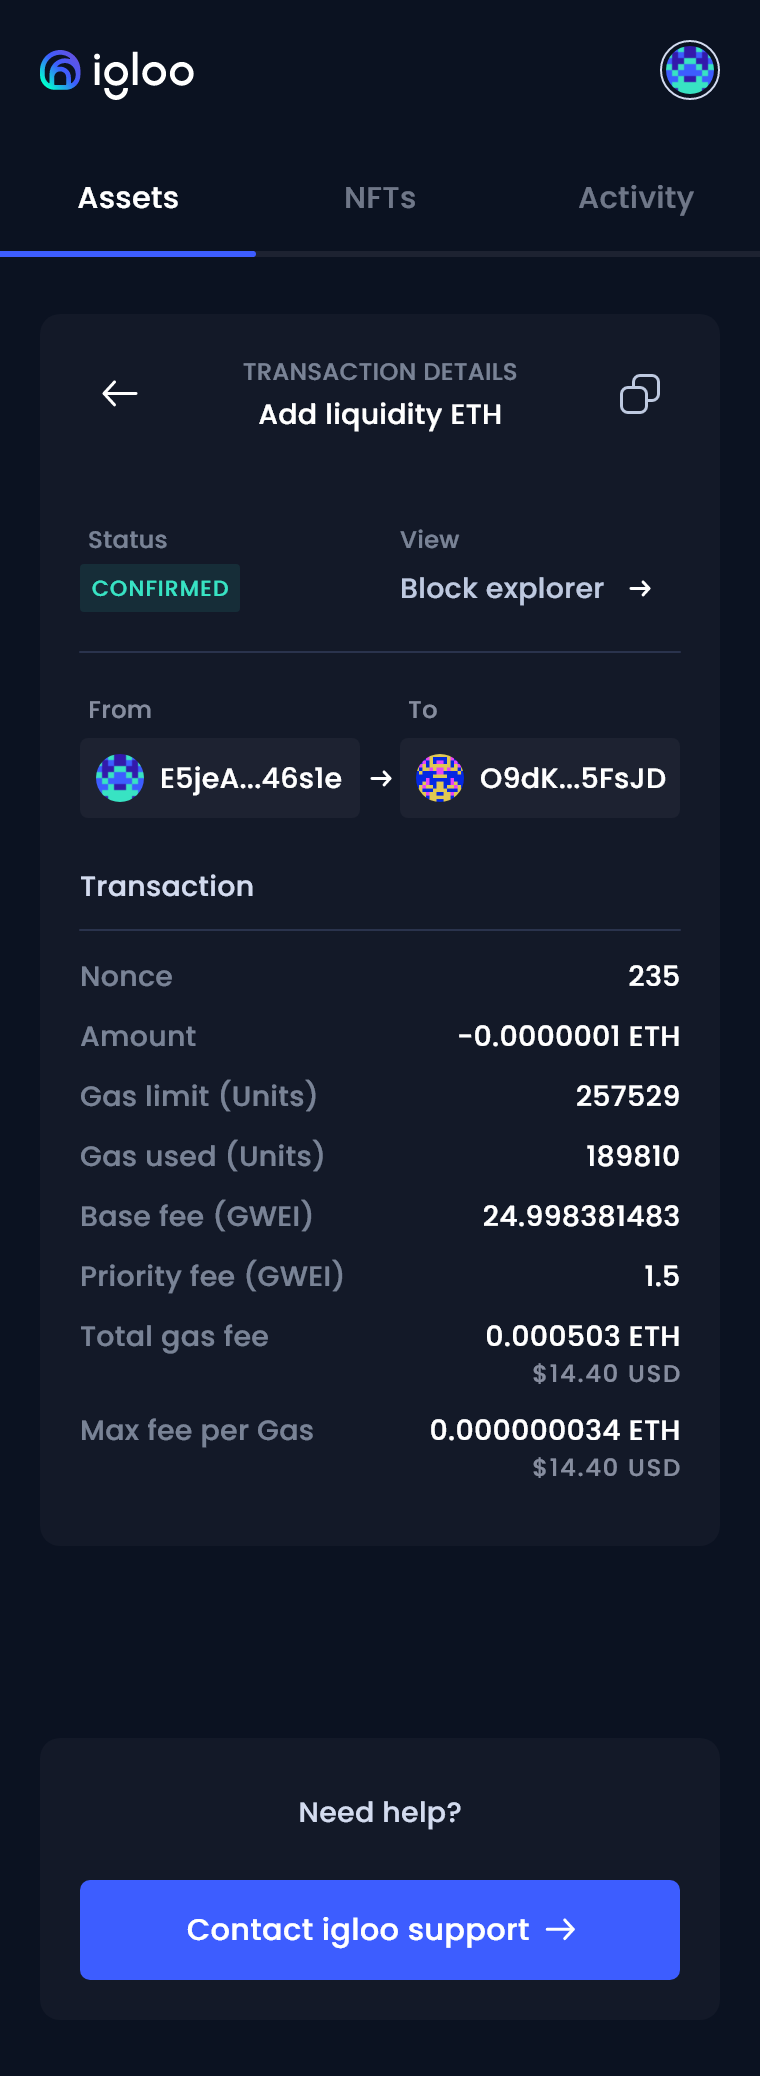 igloo
Assets NFTs Activity
TRANSACTION DETAILS
Add liquidity ETH
Status View
CONFIRMED Block explorer →
From To
E5jeA...46s1e → O9dK...5FsJD
Transaction
Nonce 235
Amount -0.0000001 ETH
Gas limit (Units) 257529
Gas used (Units) 189810
Base fee (GWEI) 24.998381483
Priority fee (GWEI) 1.5
Total gas fee 0.000503 ETH
$14.40 USD
Max fee per Gas 0.000000034 ETH
$14.40 USD
Need help?
Contact igloo support →